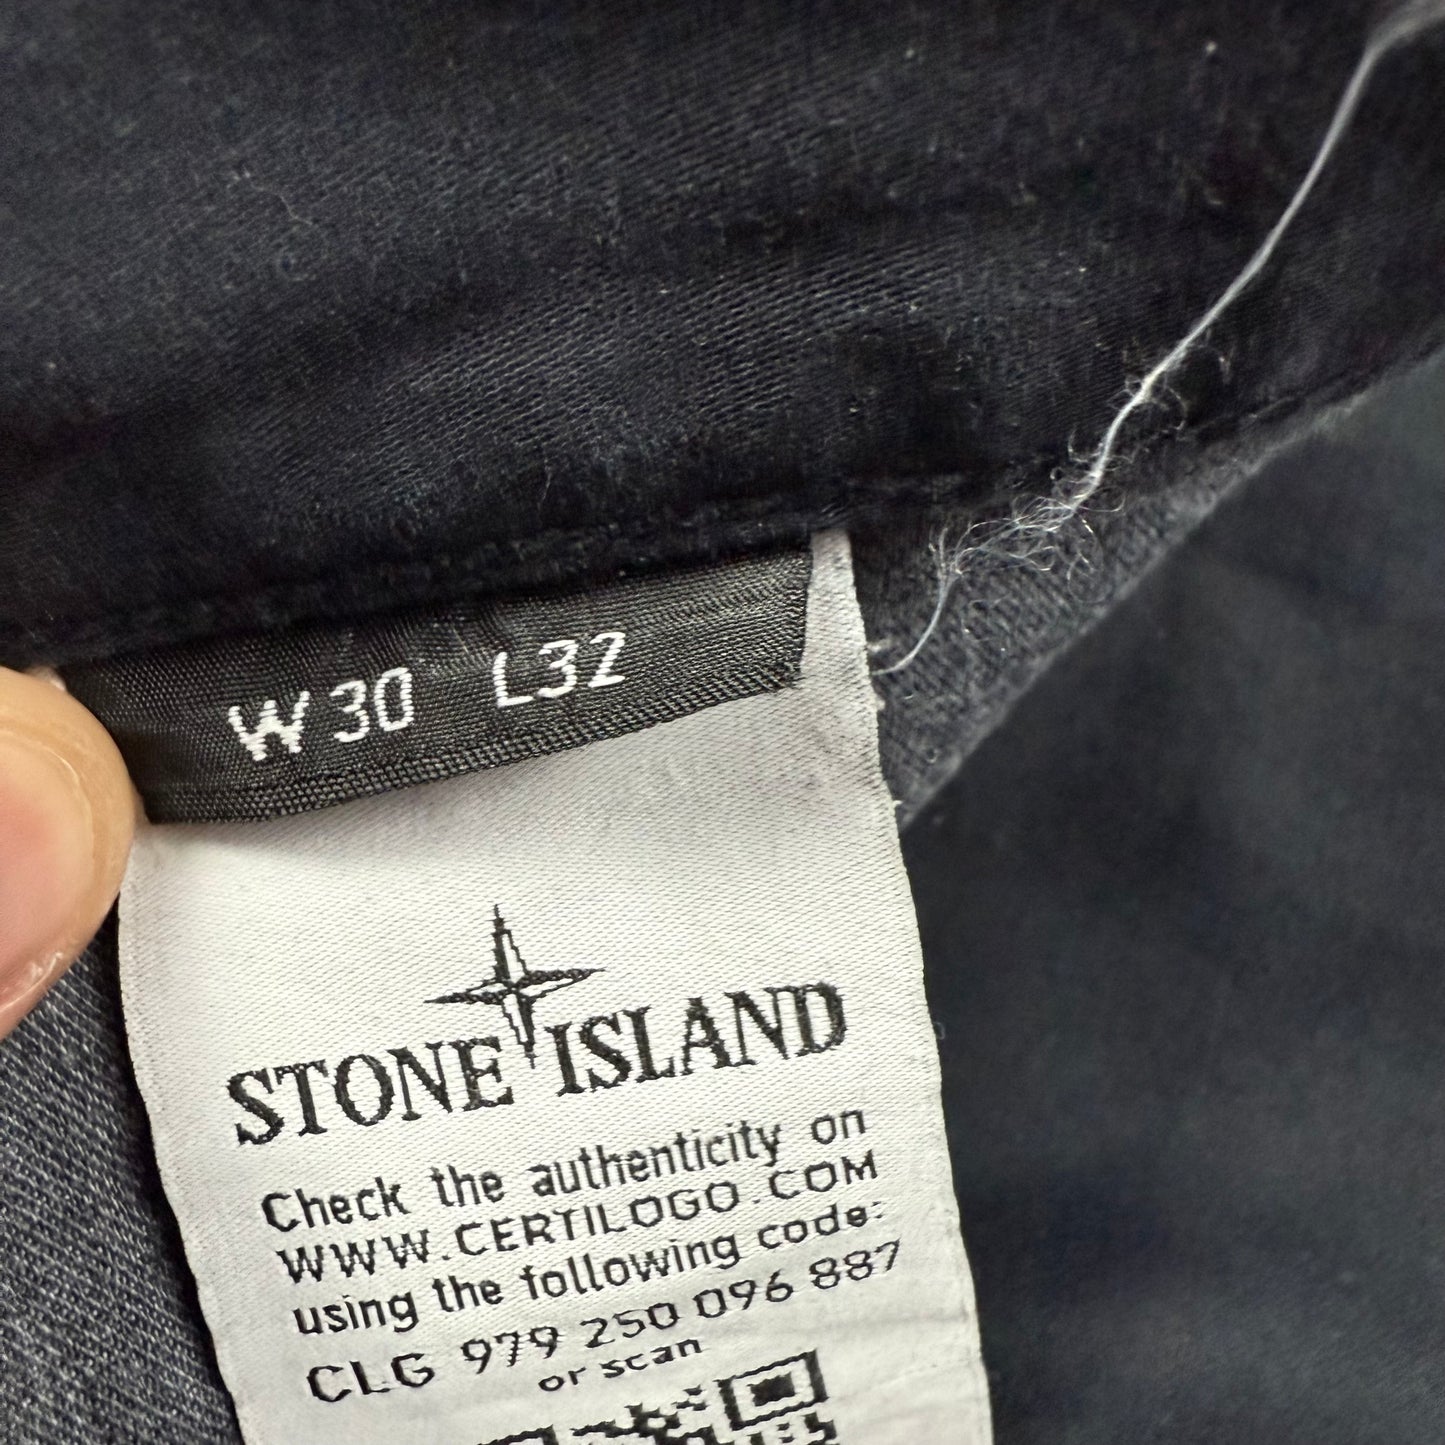 W30 L32
STONE ISLAND
Check the authenticity on
WWW.CERTILOGO.COM
using the following code:
CLG 979 250 096 887
or scan